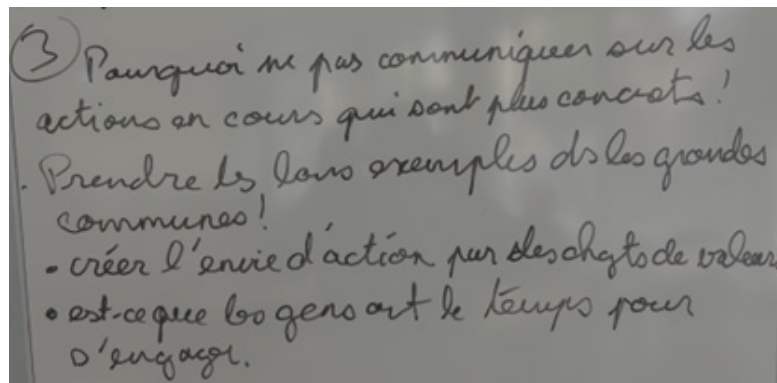 ③ Pourquoi ne pas communiquer sur les
actions en cours qui sont plus concrets !
. Prendre les bons exemples ds les grandes
communes !
• créer l'envie d'action par des chgts de valeur
• est-ce que les gens ont le temps pour
s'engager.